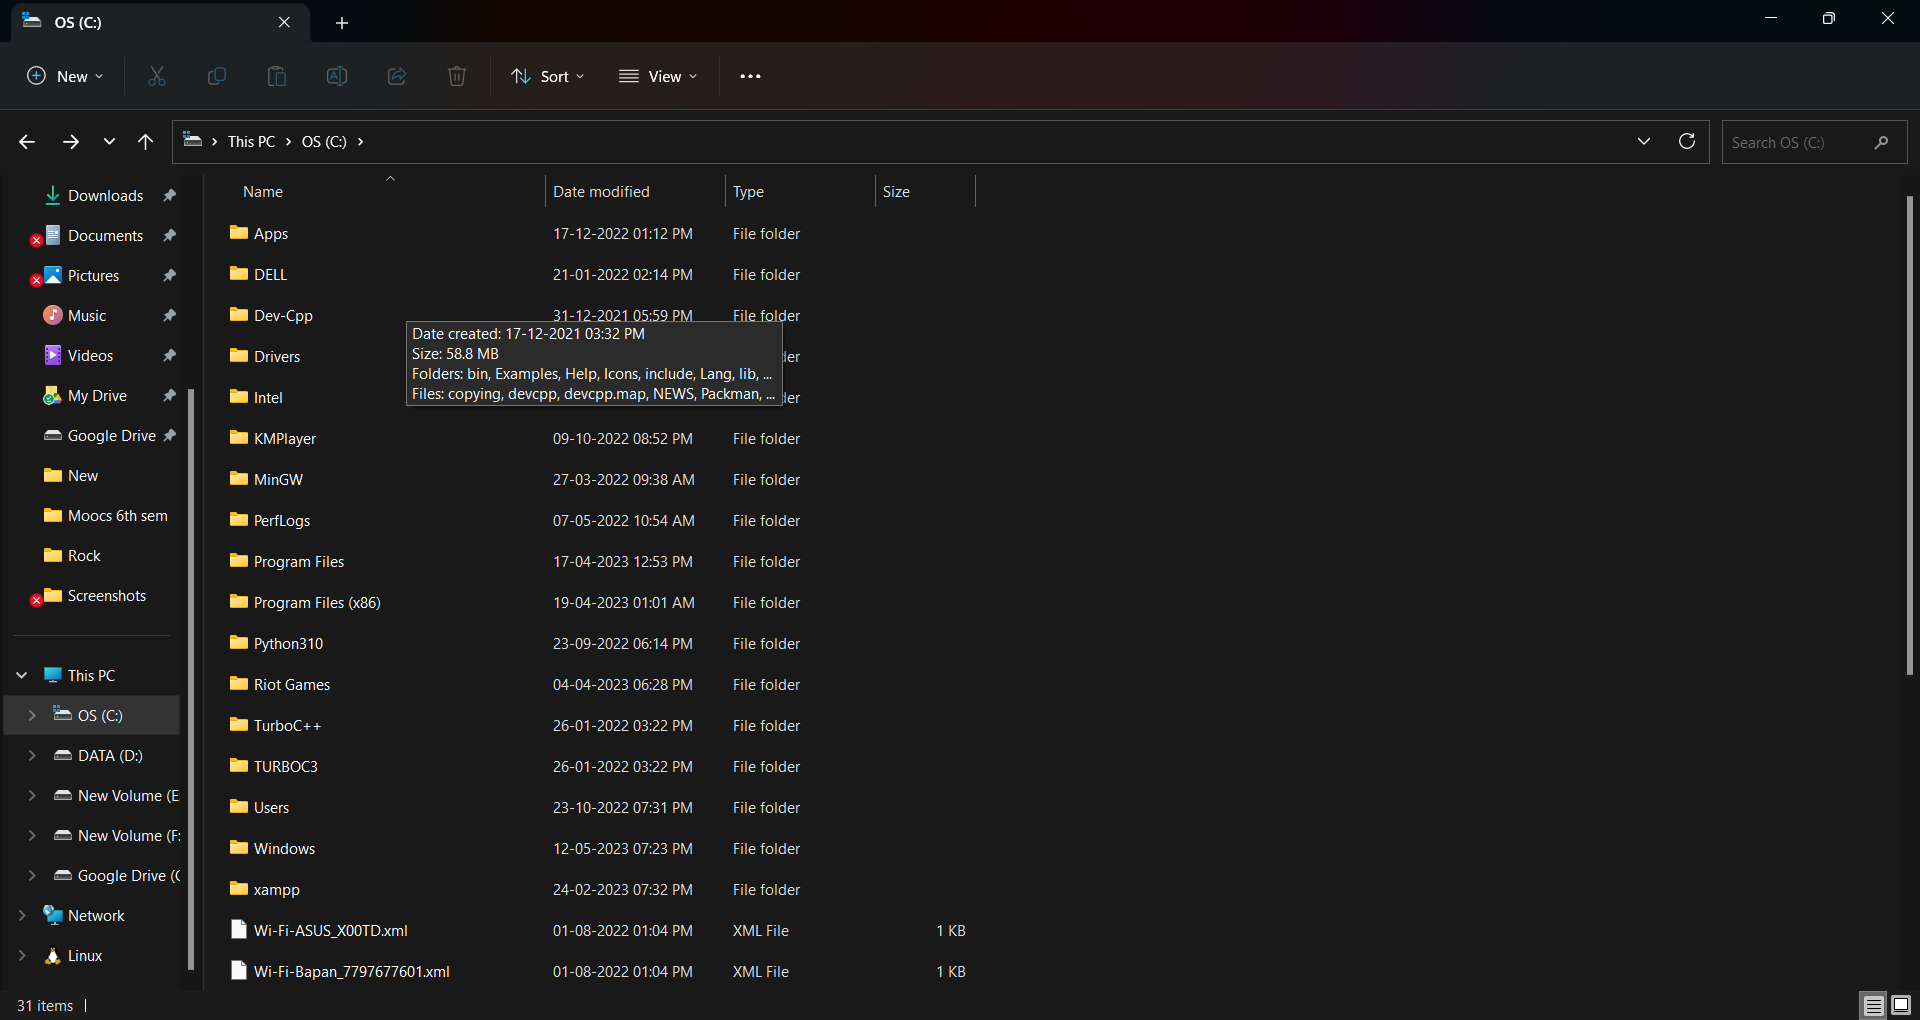 OS (C:)
New Sort View
This PC OS (C:) Search OS (C:)
Downloads
Documents
Pictures
Music
Videos
My Drive
Google Drive
New
Moocs 6th sem
Rock
Screenshots
This PC
OS (C:)
DATA (D:)
New Volume (E
New Volume (F:
Google Drive (G
Network
Linux
Name Date modified Type Size
Apps 17-12-2022 01:12 PM File folder
DELL 21-01-2022 02:14 PM File folder
Dev-Cpp 31-12-2021 05:59 PM File folder
Date created: 17-12-2021 03:32 PM
Size: 58.8 MB
Folders: bin, Examples, Help, Icons, include, Lang, lib, ...
Files: copying, devcpp, devcpp.map, NEWS, Packman, ...
Drivers der
Intel der
KMPlayer 09-10-2022 08:52 PM File folder
MinGW 27-03-2022 09:38 AM File folder
PerfLogs 07-05-2022 10:54 AM File folder
Program Files 17-04-2023 12:53 PM File folder
Program Files (x86) 19-04-2023 01:01 AM File folder
Python310 23-09-2022 06:14 PM File folder
Riot Games 04-04-2023 06:28 PM File folder
TurboC++ 26-01-2022 03:22 PM File folder
TURBOC3 26-01-2022 03:22 PM File folder
Users 23-10-2022 07:31 PM File folder
Windows 12-05-2023 07:23 PM File folder
xampp 24-02-2023 07:32 PM File folder
Wi-Fi-ASUS_X00TD.xml 01-08-2022 01:04 PM XML File 1 KB
Wi-Fi-Bapan_7797677601.xml 01-08-2022 01:04 PM XML File 1 KB
31 items